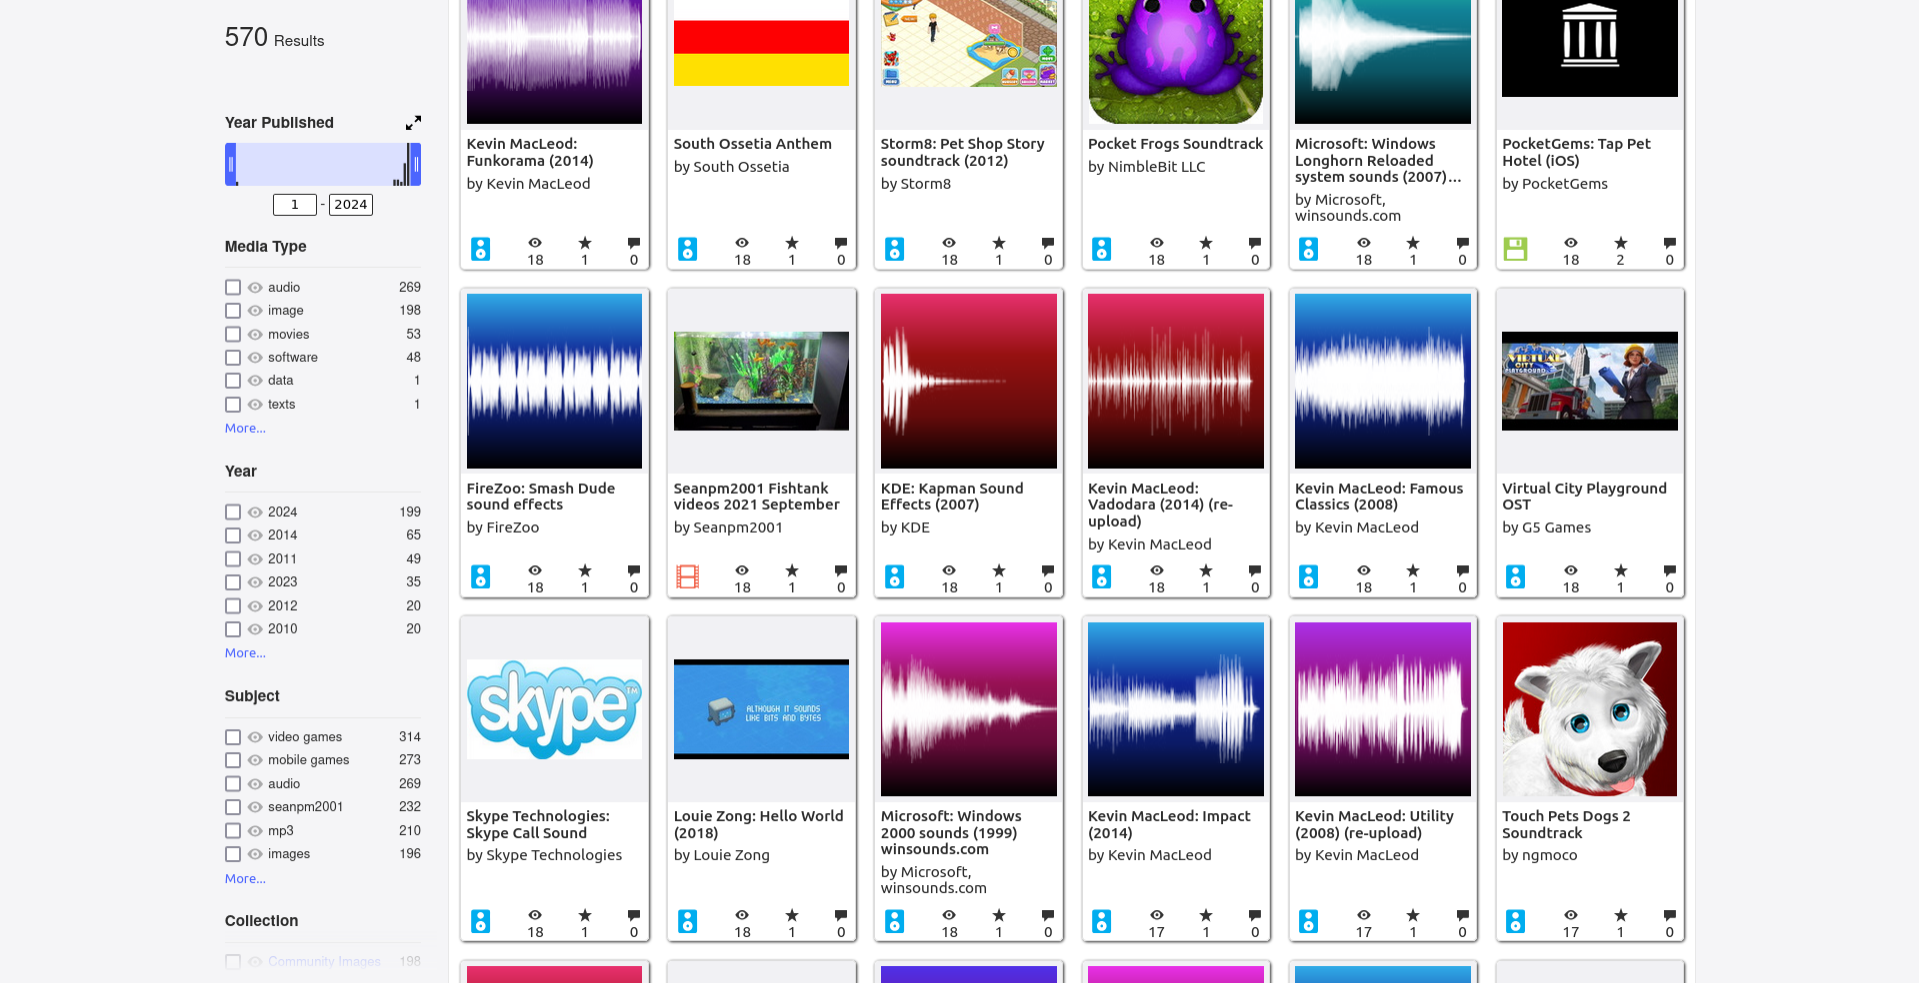 570 Results
Year Published
1 - 2024
Media Type
audio 269
image 198
movies 53
software 48
data 1
texts 1
More...
Year
2024 199
2014 65
2011 49
2023 35
2012 20
2010 20
More...
Subject
video games 314
mobile games 273
audio 269
seanpm2001 232
mp3 210
images 196
More...
Collection
Community Images 198
Kevin MacLeod:
Funkorama (2014)
by Kevin MacLeod
18 1 0
South Ossetia Anthem
by South Ossetia
18 1 0
Storm8: Pet Shop Story
soundtrack (2012)
by Storm8
18 1 0
Pocket Frogs Soundtrack
by NimbleBit LLC
18 1 0
Microsoft: Windows
Longhorn Reloaded
system sounds (2007)...
by Microsoft,
winsounds.com
18 1 0
PocketGems: Tap Pet
Hotel (iOS)
by PocketGems
18 2 0
FireZoo: Smash Dude
sound effects
by FireZoo
18 1 0
Seanpm2001 Fishtank
videos 2021 September
by Seanpm2001
18 1 0
KDE: Kapman Sound
Effects (2007)
by KDE
18 1 0
Kevin MacLeod:
Vadodara (2014) (re-
upload)
by Kevin MacLeod
18 1 0
Kevin MacLeod: Famous
Classics (2008)
by Kevin MacLeod
18 1 0
VIRTUAL
CITY
PLAYGROUND
Virtual City Playground
OST
by G5 Games
18 1 0
skype TM
Skype Technologies:
Skype Call Sound
by Skype Technologies
18 1 0
ALTHOUGH IT SOUNDS
LIKE BITS AND BYTES
Louie Zong: Hello World
(2018)
by Louie Zong
18 1 0
Microsoft: Windows
2000 sounds (1999)
winsounds.com
by Microsoft,
winsounds.com
18 1 0
Kevin MacLeod: Impact
(2014)
by Kevin MacLeod
17 1 0
Kevin MacLeod: Utility
(2008) (re-upload)
by Kevin MacLeod
17 1 0
Touch Pets Dogs 2
Soundtrack
by ngmoco
17 1 0